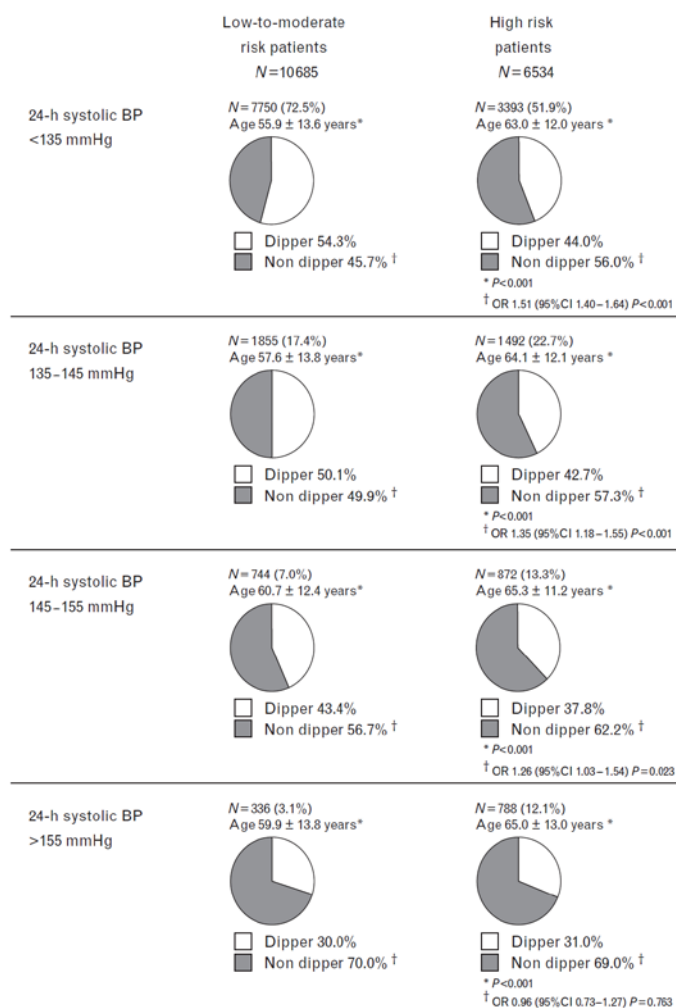 Low-to-moderate
risk patients
N=10685
High risk
patients
N=6534
24-h systolic BP
<135 mmHg
N=7750 (72.5%)
Age 55.9 ± 13.6 years*
Dipper 54.3%
Non dipper 45.7% †
N=3393 (51.9%)
Age 63.0 ± 12.0 years *
Dipper 44.0%
Non dipper 56.0% †
* P<0.001
† OR 1.51 (95%CI 1.40–1.64) P<0.001
24-h systolic BP
135–145 mmHg
N=1855 (17.4%)
Age 57.6 ± 13.8 years*
Dipper 50.1%
Non dipper 49.9% †
N=1492 (22.7%)
Age 64.1 ± 12.1 years *
Dipper 42.7%
Non dipper 57.3% †
* P<0.001
† OR 1.35 (95%CI 1.18–1.55) P<0.001
24-h systolic BP
145–155 mmHg
N=744 (7.0%)
Age 60.7 ± 12.4 years*
Dipper 43.4%
Non dipper 56.7% †
N=872 (13.3%)
Age 65.3 ± 11.2 years *
Dipper 37.8%
Non dipper 62.2% †
* P<0.001
† OR 1.26 (95%CI 1.03–1.54) P=0.023
24-h systolic BP
>155 mmHg
N=336 (3.1%)
Age 59.9 ± 13.8 years*
Dipper 30.0%
Non dipper 70.0% †
N=788 (12.1%)
Age 65.0 ± 13.0 years *
Dipper 31.0%
Non dipper 69.0% †
* P<0.001
† OR 0.96 (95%CI 0.73–1.27) P=0.763